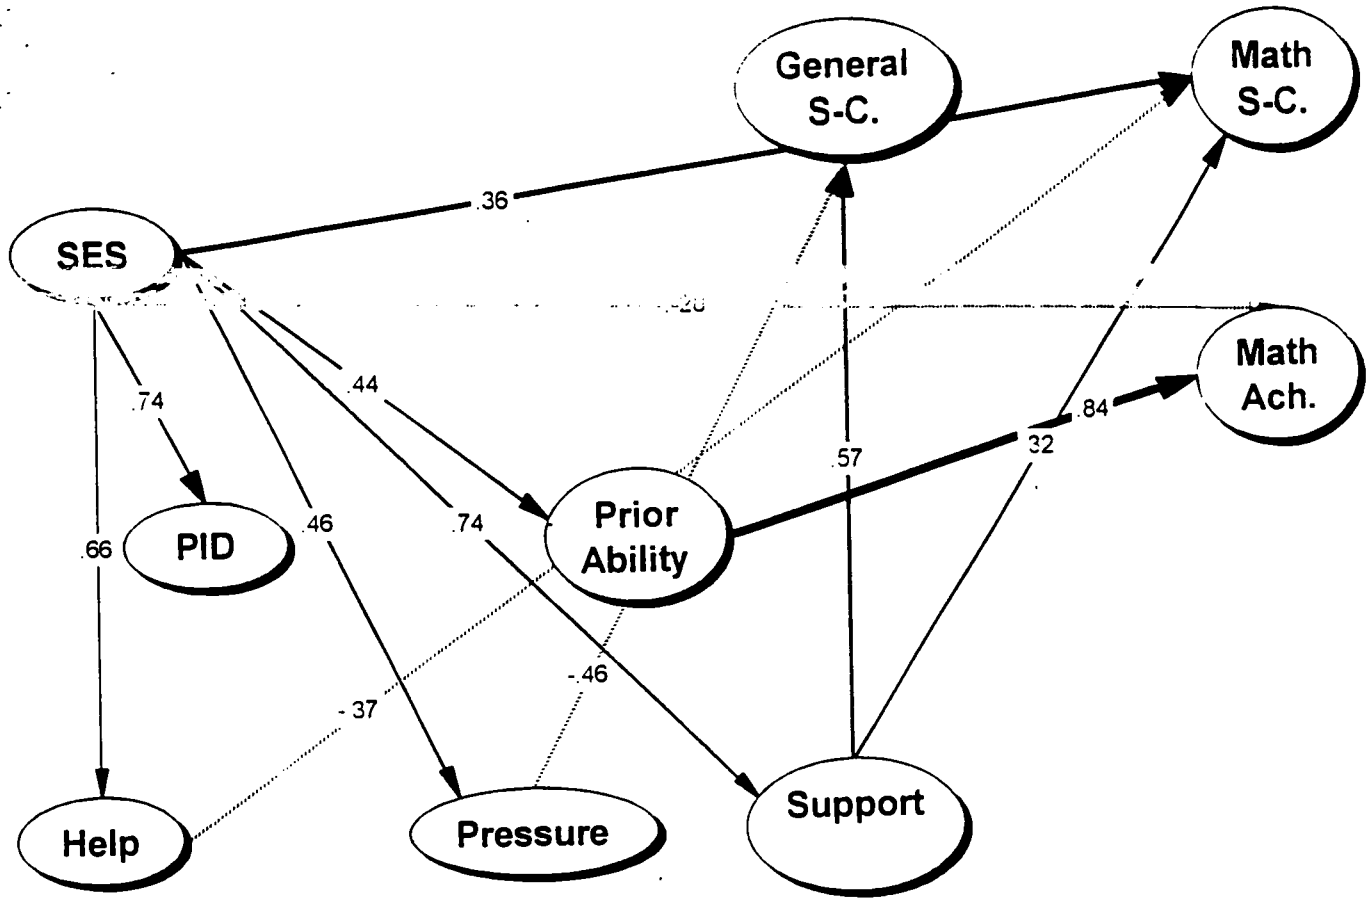 General
S-C.
Math
S-C.
.36
SES
-.28
Math
Ach.
.44
.74
.84
.32
.57
.74
.46
Prior
Ability
PID
.66
-.46
-.37
Support
Pressure
Help